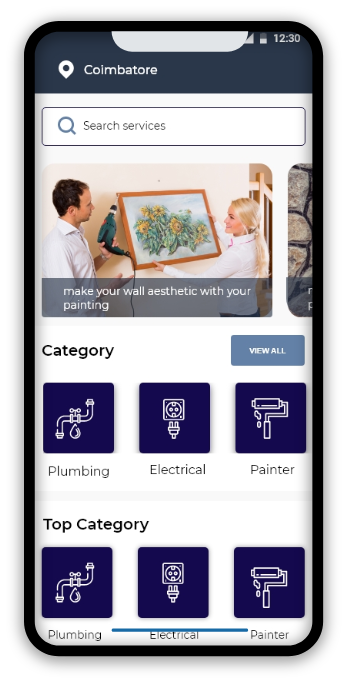 12:30
Coimbatore
Search services
make your wall aesthetic with your
painting
Category
VIEW ALL
Plumbing
Electrical
Painter
Top Category
Plumbing
Electrical
Painter